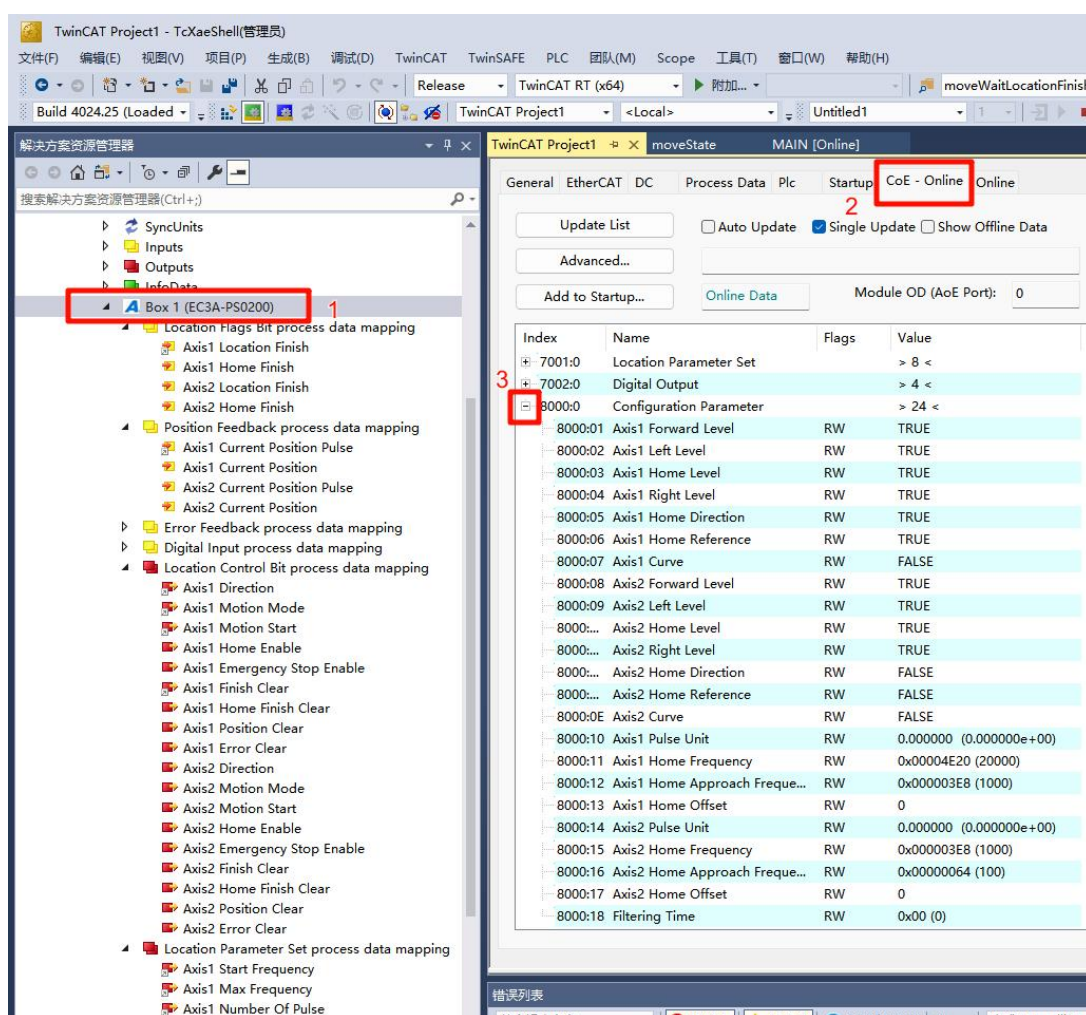 TwinCAT Project1 - TcXaeShell(管理员)
文件(F) 编辑(E) 视图(V) 项目(P) 生成(B) 调试(D) TwinCAT TwinSAFE PLC 团队(M) Scope 工具(T) 窗口(W) 帮助(H)
Release TwinCAT RT (x64) 附加... moveWaitLocationFinish
Build 4024.25 (Loaded TwinCAT Project1 <Local> Untitled1 1
解决方案资源管理器
搜索解决方案资源管理器(Ctrl+;)
SyncUnits
Inputs
Outputs
InfoData
Box 1 (EC3A-PS0200) 1
Location Flags Bit process data mapping
Axis1 Location Finish
Axis1 Home Finish
Axis2 Location Finish
Axis2 Home Finish
Position Feedback process data mapping
Axis1 Current Position Pulse
Axis1 Current Position
Axis2 Current Position Pulse
Axis2 Current Position
Error Feedback process data mapping
Digital Input process data mapping
Location Control Bit process data mapping
Axis1 Direction
Axis1 Motion Mode
Axis1 Motion Start
Axis1 Home Enable
Axis1 Emergency Stop Enable
Axis1 Finish Clear
Axis1 Home Finish Clear
Axis1 Position Clear
Axis1 Error Clear
Axis2 Direction
Axis2 Motion Mode
Axis2 Motion Start
Axis2 Home Enable
Axis2 Emergency Stop Enable
Axis2 Finish Clear
Axis2 Home Finish Clear
Axis2 Position Clear
Axis2 Error Clear
Location Parameter Set process data mapping
Axis1 Start Frequency
Axis1 Max Frequency
Axis1 Number Of Pulse
TwinCAT Project1 moveState MAIN [Online]
General EtherCAT DC Process Data Plc Startup CoE - Online Online
2
Update List Auto Update Single Update Show Offline Data
Advanced...
Add to Startup... Online Data Module OD (AoE Port): 0
Index Name Flags Value
7001:0 Location Parameter Set > 8 <
3 7002:0 Digital Output > 4 <
8000:0 Configuration Parameter > 24 <
8000:01 Axis1 Forward Level RW TRUE
8000:02 Axis1 Left Level RW TRUE
8000:03 Axis1 Home Level RW TRUE
8000:04 Axis1 Right Level RW TRUE
8000:05 Axis1 Home Direction RW TRUE
8000:06 Axis1 Home Reference RW TRUE
8000:07 Axis1 Curve RW FALSE
8000:08 Axis2 Forward Level RW TRUE
8000:09 Axis2 Left Level RW TRUE
8000:... Axis2 Home Level RW TRUE
8000:... Axis2 Right Level RW TRUE
8000:... Axis2 Home Direction RW FALSE
8000:... Axis2 Home Reference RW FALSE
8000:0E Axis2 Curve RW FALSE
8000:10 Axis1 Pulse Unit RW 0.000000 (0.000000e+00)
8000:11 Axis1 Home Frequency RW 0x00004E20 (20000)
8000:12 Axis1 Home Approach Freque... RW 0x000003E8 (1000)
8000:13 Axis1 Home Offset RW 0
8000:14 Axis2 Pulse Unit RW 0.000000 (0.000000e+00)
8000:15 Axis2 Home Frequency RW 0x000003E8 (1000)
8000:16 Axis2 Home Approach Freque... RW 0x00000064 (100)
8000:17 Axis2 Home Offset RW 0
8000:18 Filtering Time RW 0x00 (0)
错误列表